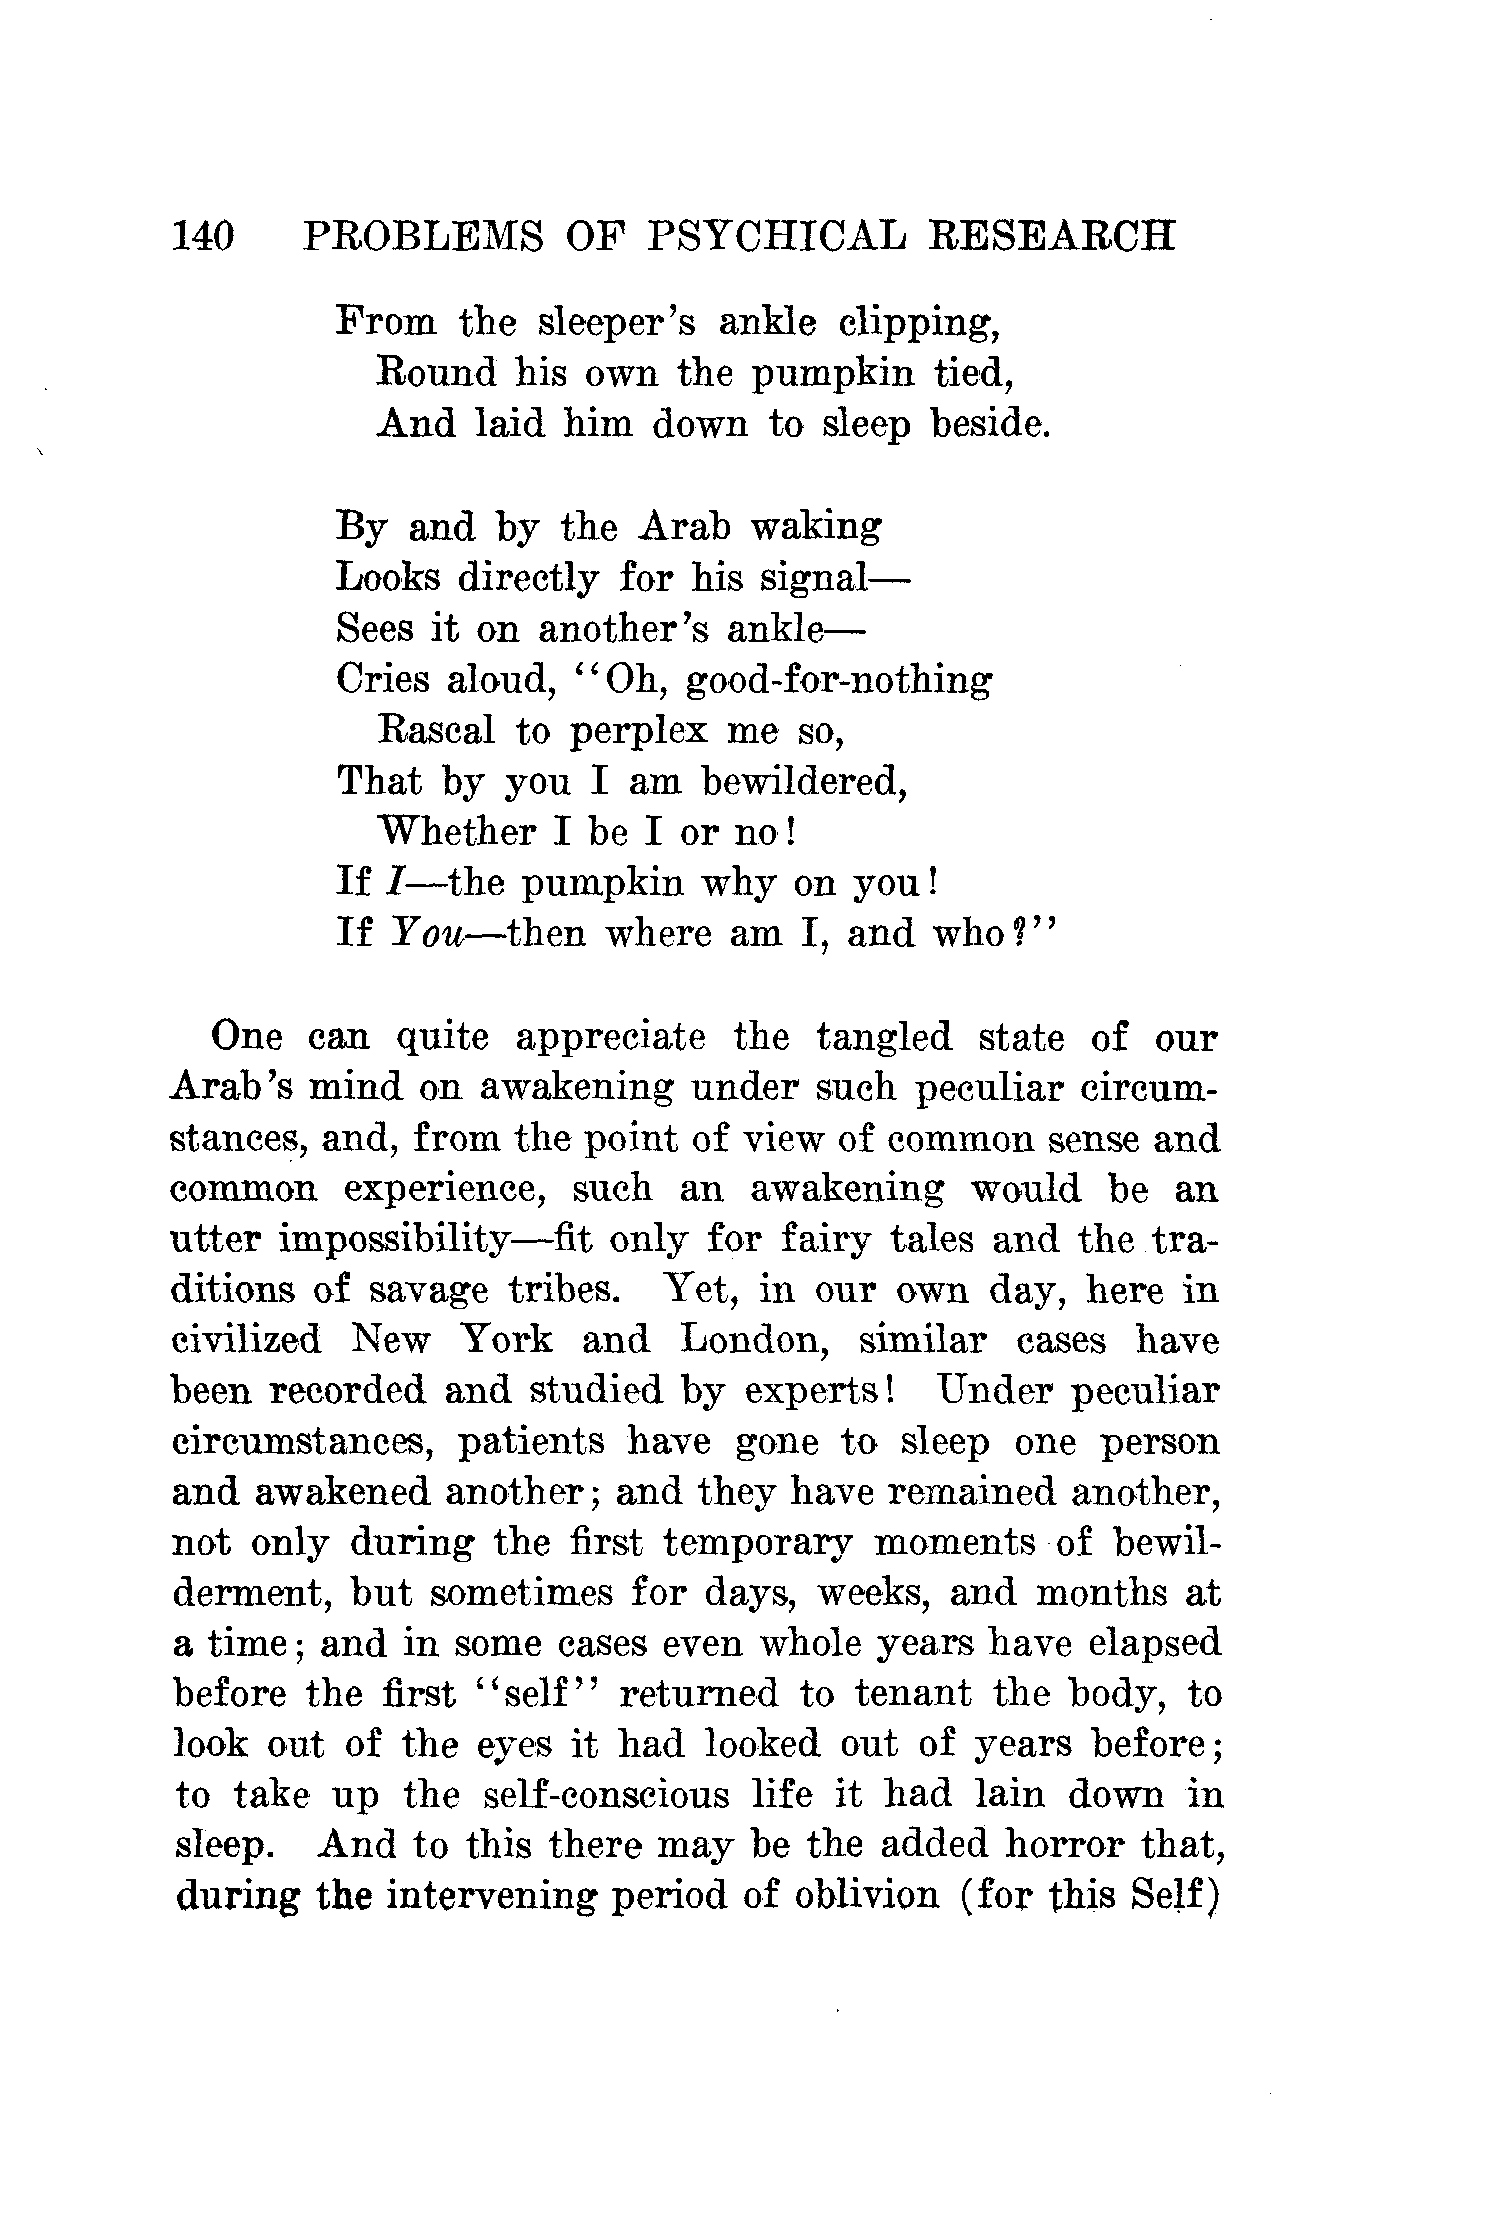 140 PROBLEMS OF PSYCHICAL RESEARCH
From the sleeper's ankle clipping,
Round his own the pumpkin tied,
And laid him down to sleep beside.
By and by the Arab waking
Looks directly for his signal—
Sees it on another's ankle—
Cries aloud, "Oh, good-for-nothing
Rascal to perplex me so,
That by you I am bewildered,
Whether I be I or no!
If I—the pumpkin why on you!
If You—then where am I, and who?"
One can quite appreciate the tangled state of our
Arab's mind on awakening under such peculiar circum-
stances, and, from the point of view of common sense and
common experience, such an awakening would be an
utter impossibility—fit only for fairy tales and the tra-
ditions of savage tribes. Yet, in our own day, here in
civilized New York and London, similar cases have
been recorded and studied by experts! Under peculiar
circumstances, patients have gone to sleep one person
and awakened another; and they have remained another,
not only during the first temporary moments of bewil-
derment, but sometimes for days, weeks, and months at
a time; and in some cases even whole years have elapsed
before the first "self" returned to tenant the body, to
look out of the eyes it had looked out of years before;
to take up the self-conscious life it had lain down in
sleep. And to this there may be the added horror that,
during the intervening period of oblivion (for this Self)